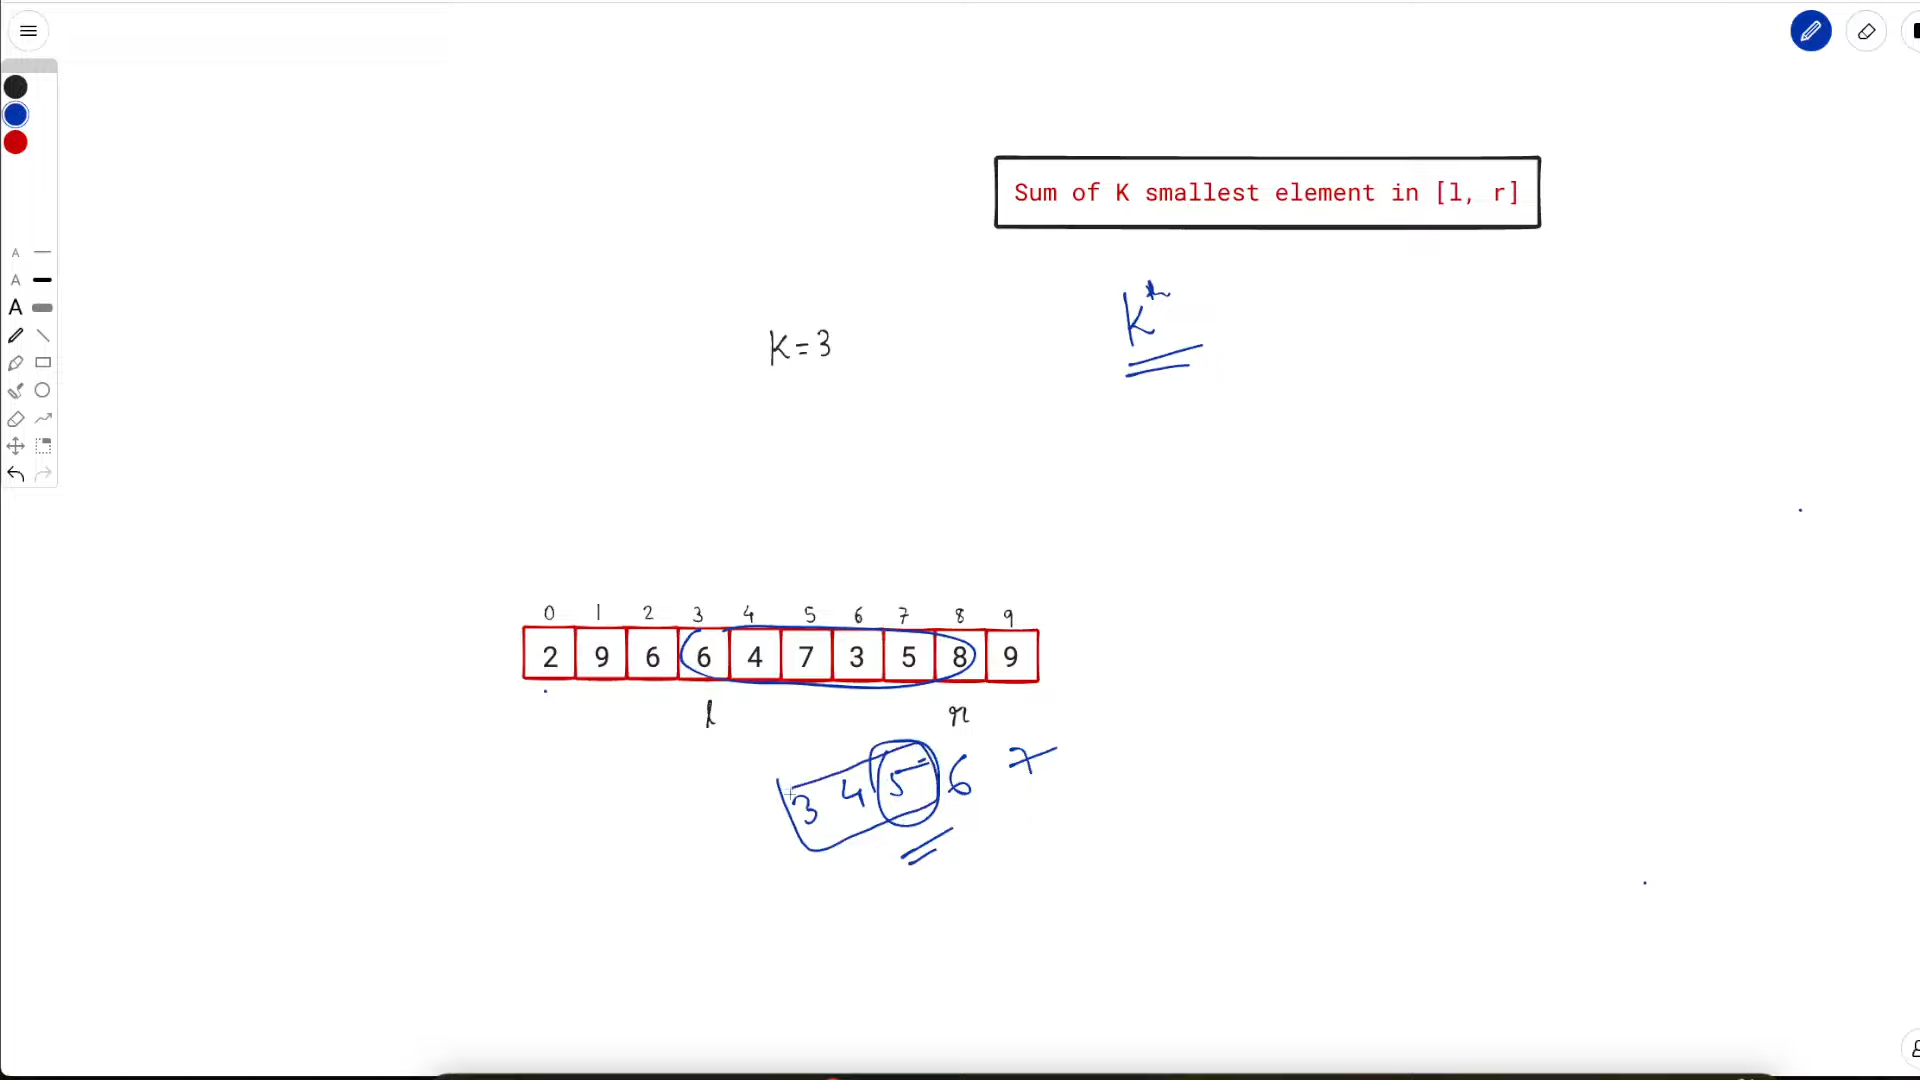 Sum of K smallest element in [l, r]
K th
K = 3
0 1 2 3 4 5 6 7 8 9
2 9 6 6 4 7 3 5 8 9
l r
3 4 5 6 7
A
A
A